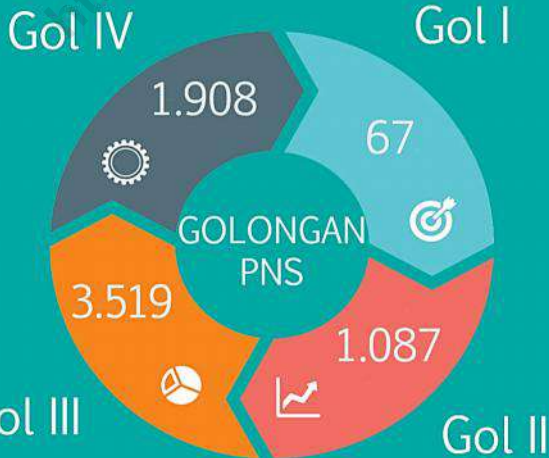 Gol IV
Gol I
1.908
67
GOLONGAN
PNS
3.519
1.087
ol III
Gol II